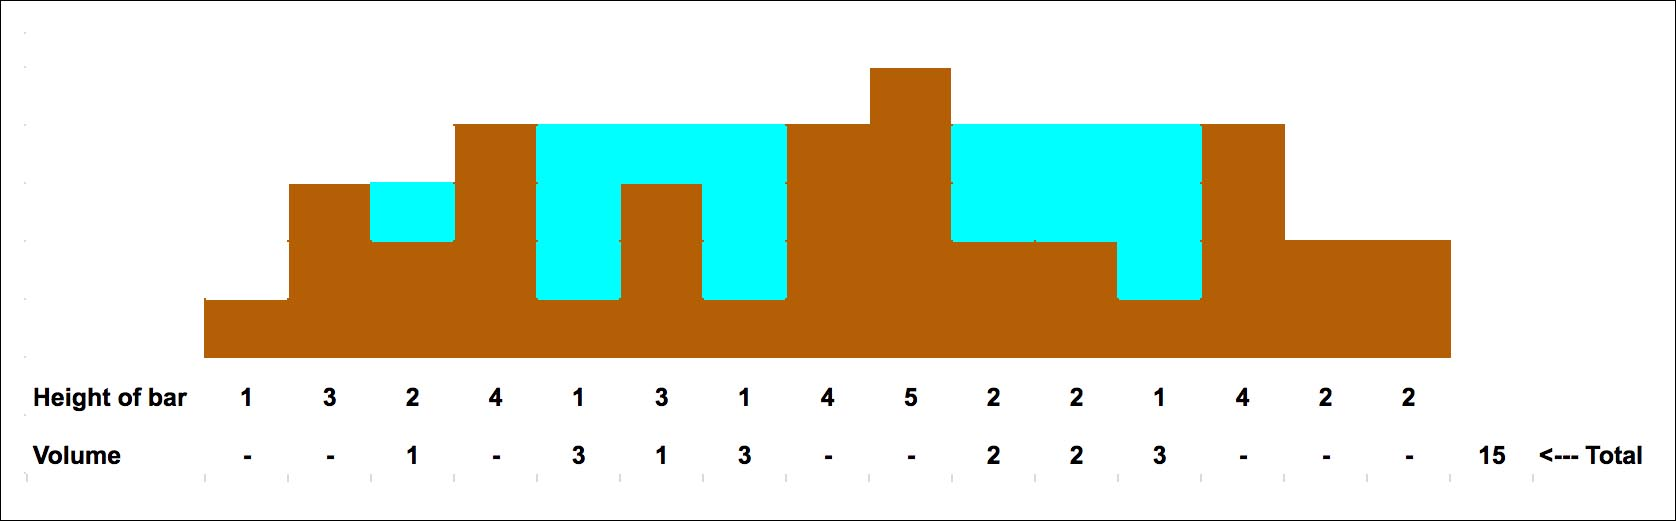 Height of bar 1 3 2 4 1 3 1 4 5 2 2 1 4 2 2
Volume - - 1 - 3 1 3 - - 2 2 3 - - - 15 <--- Total